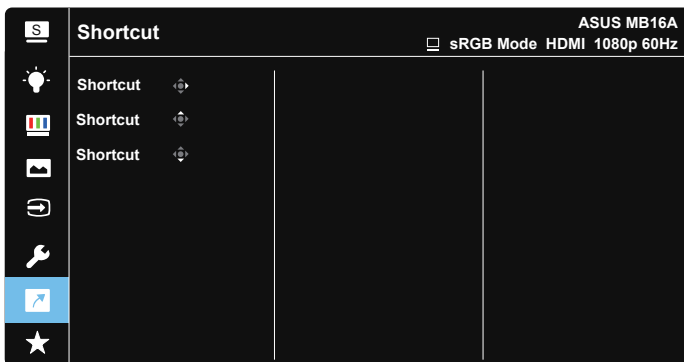 S
Shortcut
ASUS MB16A
sRGB Mode HDMI 1080p 60Hz
Shortcut
Shortcut
Shortcut